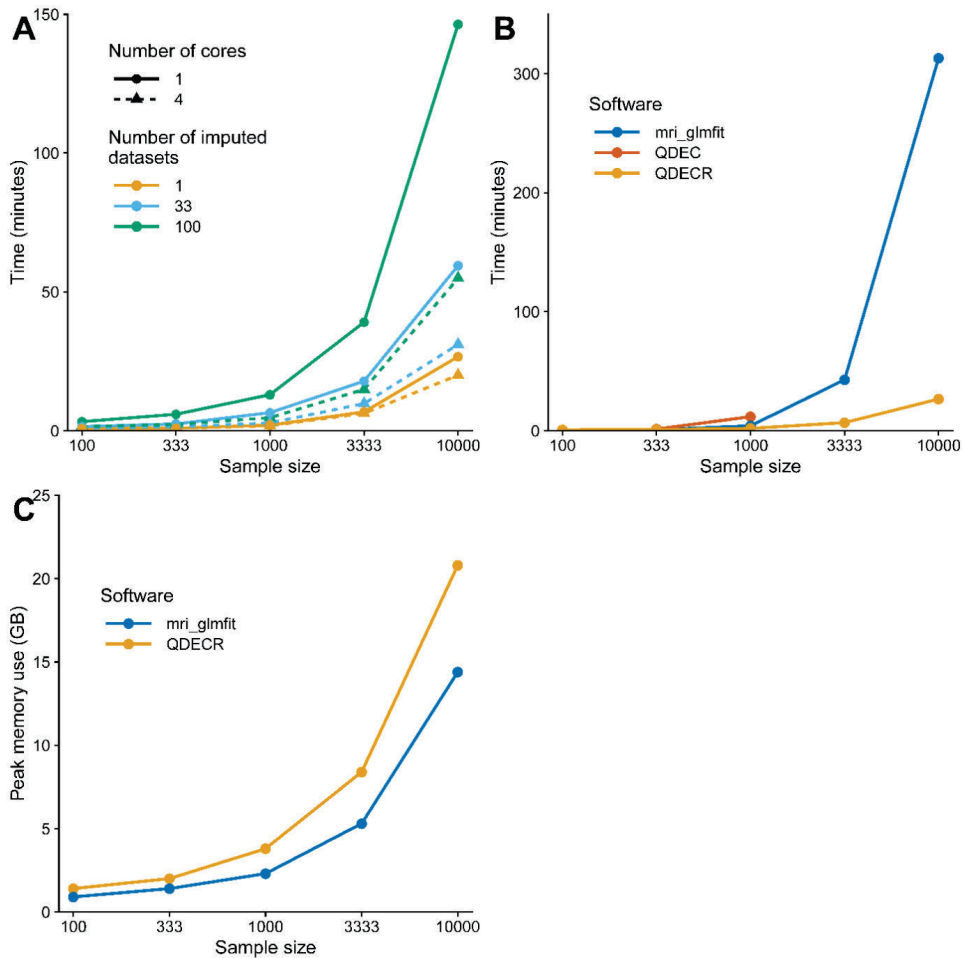 A
150
100
50
0
Time (minutes)
Number of cores
1
4
Number of imputed
datasets
1
33
100
100
333
1000
3333
10000
Sample size
B
300
200
100
0
Time (minutes)
Software
mri_glmfit
QDEC
QDECR
100
333
1000
3333
10000
Sample size
C
25
20
15
10
5
0
Peak memory use (GB)
Software
mri_glmfit
QDECR
100
333
1000
3333
10000
Sample size